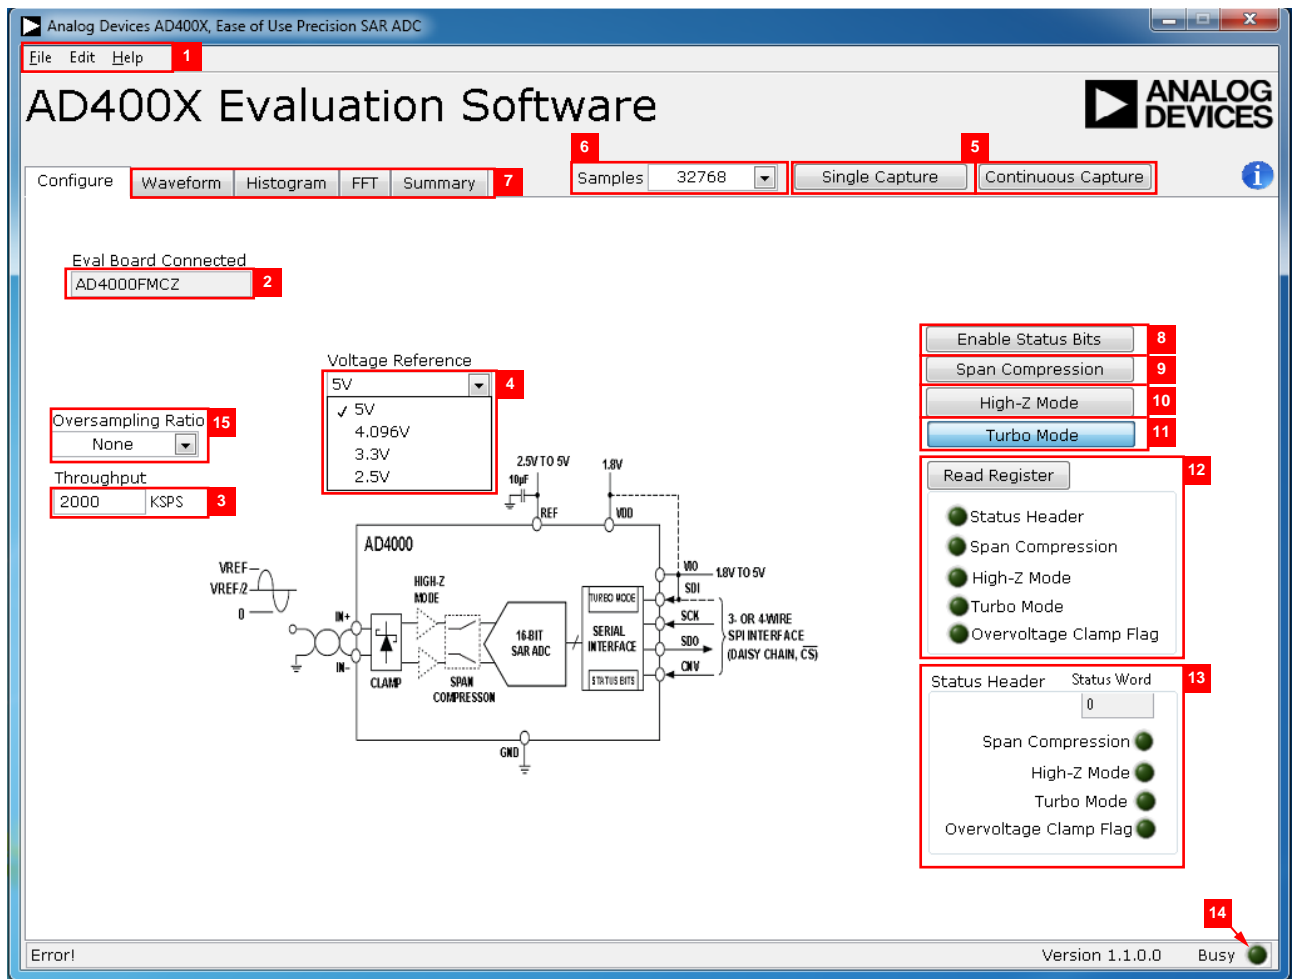 Analog Devices AD400X, Ease of Use Precision SAR ADC
File Edit Help 1
AD400X Evaluation Software
ANALOG
DEVICES
6 5
Configure Waveform Histogram FFT Summary 7 Samples 32768 Single Capture Continuous Capture i
Eval Board Connected
AD4000FMCZ 2
Enable Status Bits 8
Voltage Reference
Span Compression 9
5V 4
High-Z Mode 10
✓ 5V
4.096V
3.3V
2.5V
Oversampling Ratio 15
None
Turbo Mode 11
Throughput
2000 KSPS 3
Read Register 12
Status Header
Span Compression
High-Z Mode
Turbo Mode
Overvoltage Clamp Flag
2.5V TO 5V 1.8V
10μF
REF VDD
AD4000
VREF
VREF/2
0
HIGH-Z
MODE
VIO 1.8V TO 5V
SDI
TURBO MODE
IN+
SCK
3- OR 4-WIRE
SPI INTERFACE
(DAISY CHAIN, CS)
16-BIT
SAR ADC
SERIAL
INTERFACE
SDO
IN-
CNV
CLAMP
SPAN
COMPRESSON
STATUS BITS
GND
Status Header Status Word 13
0
Span Compression
High-Z Mode
Turbo Mode
Overvoltage Clamp Flag
14
Error! Version 1.1.0.0 Busy